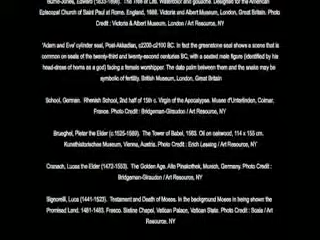 Burne-Jones, Edward (1833-1898). The Tree of Life. Watercolor and gouache. Designed for the American
Episcopal Church of Saint Paul at Rome. England, 1888. Victoria and Albert Museum, London, Great Britain. Photo
Credit : Victoria & Albert Museum, London / Art Resource, NY
'Adam and Eve' cylinder seal, Post-Akkadian, c2200-c2100 BC. In fact the greenstone seal shows a scene that is
common on seals of the twenty-third and twenty-second centuries BC, with a seated male figure (identified by his
head-dress of horns as a god) facing a female worshipper. The date palm between them and the snake may be
symbolic of fertility. British Museum, London, Great Britain
School, German. Rhenish School, 2nd half of 15th c. Virgin of the Apocalypse. Musee d'Unterlinden, Colmar,
France. Photo Credit : Bridgeman-Giraudon / Art Resource, NY
Brueghel, Pieter the Elder (c.1525-1569). The Tower of Babel, 1563. Oil on oakwood, 114 x 155 cm.
Kunsthistorisches Museum, Vienna, Austria. Photo Credit : Erich Lessing / Art Resource, NY
Cranach, Lucas the Elder (1472-1553). The Golden Age. Alte Pinakothek, Munich, Germany. Photo Credit :
Bridgeman-Giraudon / Art Resource, NY
Signorelli, Luca (1441-1523). Testament and Death of Moses. In the background Moses in being shown the
Promised Land. 1481-1483. Fresco. Sistine Chapel, Vatican Palace, Vatican State. Photo Credit : Scala / Art
Resource, NY